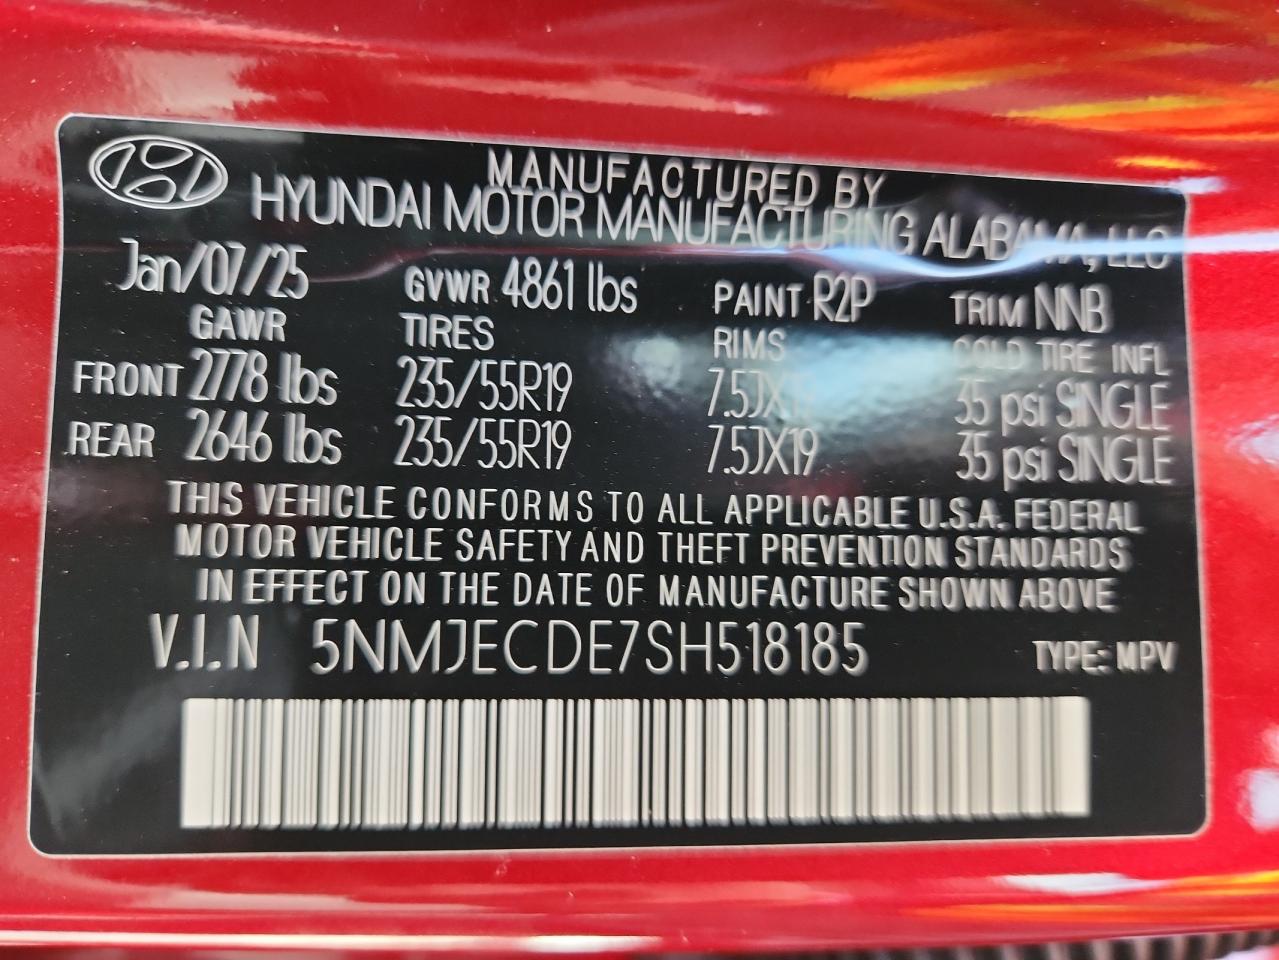 MANUFACTURED BY
HYUNDAI MOTOR MANUFACTURING ALABAMA, LLC
Jan/07/25 GVWR 4861 lbs PAINT R2P TRIM NNB
GAWR TIRES RIMS COLD TIRE INFL
FRONT 2778 lbs 235/55R19 7.5JX19 35 psi SINGLE
REAR 2646 lbs 235/55R19 7.5JX19 35 psi SINGLE
THIS VEHICLE CONFORMS TO ALL APPLICABLE U.S.A. FEDERAL
MOTOR VEHICLE SAFETY AND THEFT PREVENTION STANDARDS
IN EFFECT ON THE DATE OF MANUFACTURE SHOWN ABOVE
V.I.N 5NMJECDE7SH518185 TYPE: MPV